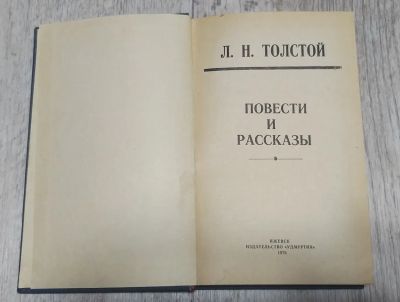 Л. Н. ТОЛСТОЙ
ПОВЕСТИ
И
РАССКАЗЫ
ИЖЕВСК
ИЗДАТЕЛЬСТВО «УДМУРТИЯ»